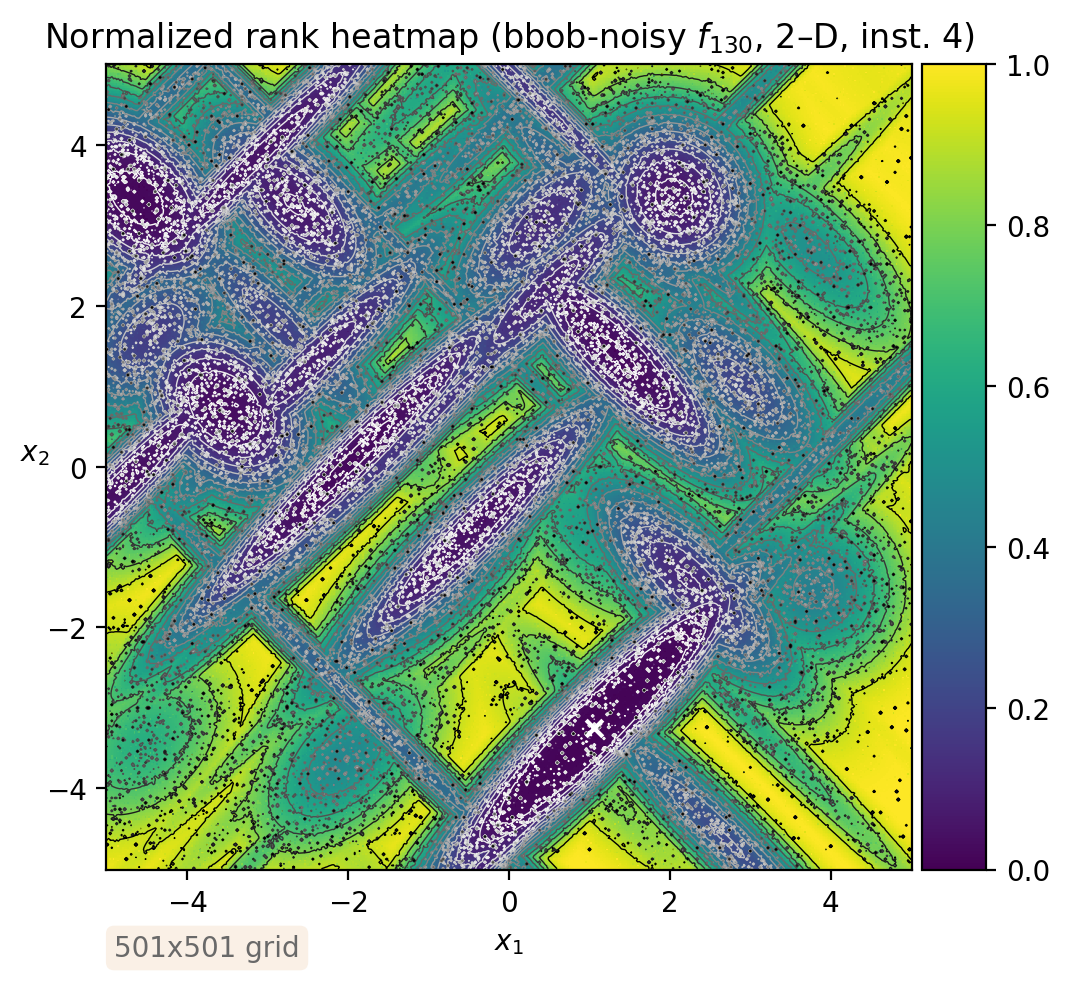 Normalized rank heatmap (bbob-noisy f₁₃₀, 2–D, inst. 4)
1.0
4
0.8
2
0.6
x₂
0
0.4
−2
0.2
−4
0.0
−4 −2 0 2 4
x₁
501x501 grid